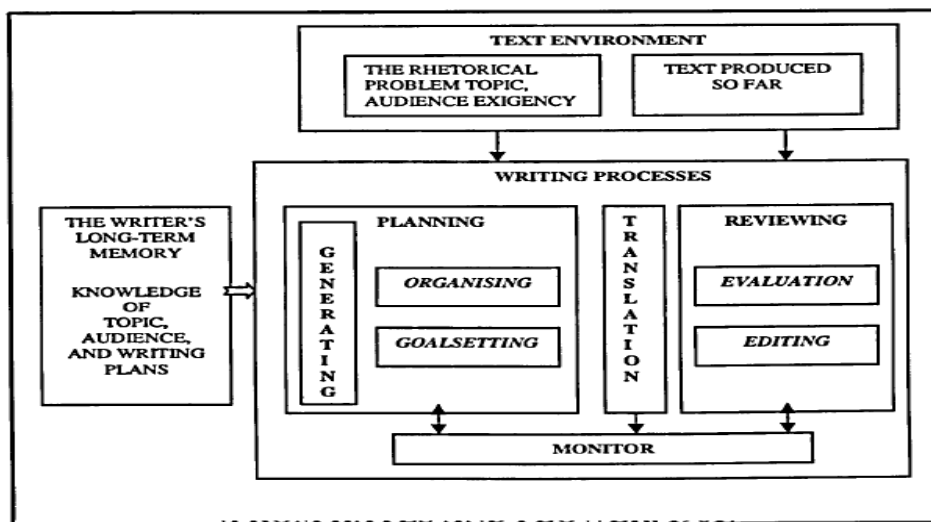 TEXT ENVIRONMENT
THE RHETORICAL
PROBLEM TOPIC,
AUDIENCE EXIGENCY
TEXT PRODUCED
SO FAR
WRITING PROCESSES
THE WRITER'S
LONG-TERM
MEMORY
KNOWLEDGE
OF
TOPIC,
AUDIENCE,
AND WRITING
PLANS
PLANNING
GENERATING
ORGANISING
GOALSETTING
TRANSLATION
REVIEWING
EVALUATION
EDITING
MONITOR